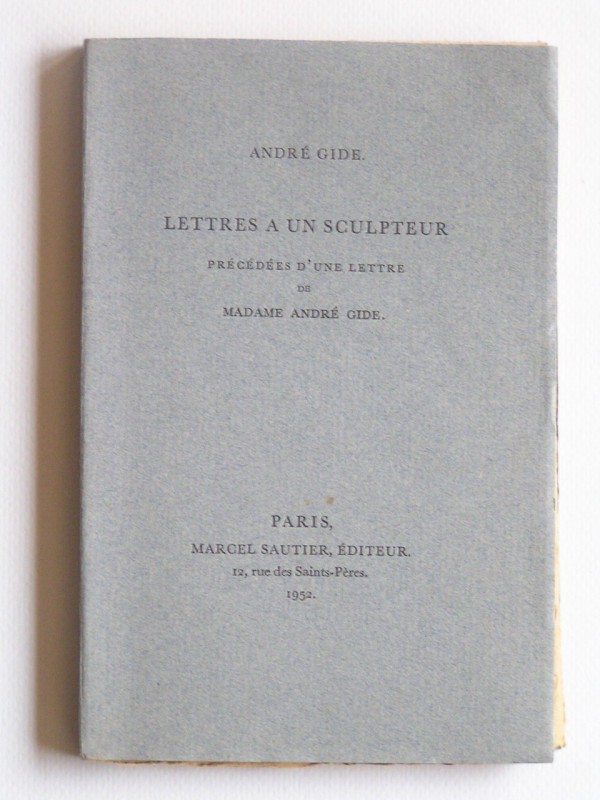 ANDRÉ GIDE.
LETTRES A UN SCULPTEUR
PRÉCÉDÉES D'UNE LETTRE
DE
MADAME ANDRÉ GIDE.
PARIS,
MARCEL SAUTIER, ÉDITEUR.
12, rue des Saints-Pères.
1952.